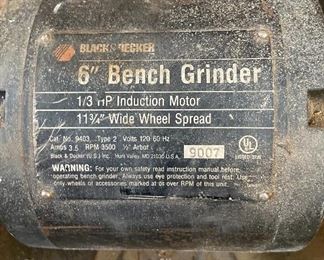 BLACK & DECKER
6" Bench Grinder
1/3 HP Induction Motor
11¾" Wide Wheel Spread
Cat. No. 9403 Type 2 Volts 120 60 Hz
Amps 3.5 RPM 3500 ½" Arbor
Black & Decker (U.S.) Inc. Hunt Valley, MD 21030 U.S.A.
9007
UL
WARNING: For your own safety read instruction manual before
operating bench grinder. Always use eye protection and tool rest. Use
only wheels or accessories marked at or over RPM of this unit.